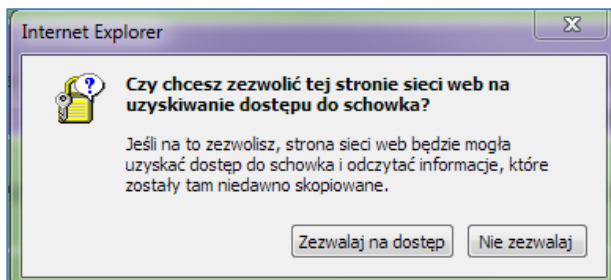 Internet Explorer
Czy chcesz zezwolić tej stronie sieci web na
uzyskiwanie dostępu do schowka?
Jeśli na to zezwolisz, strona sieci web będzie mogła
uzyskać dostęp do schowka i odczytać informacje, które
zostały tam niedawno skopiowane.
Zezwalaj na dostęp Nie zezwalaj